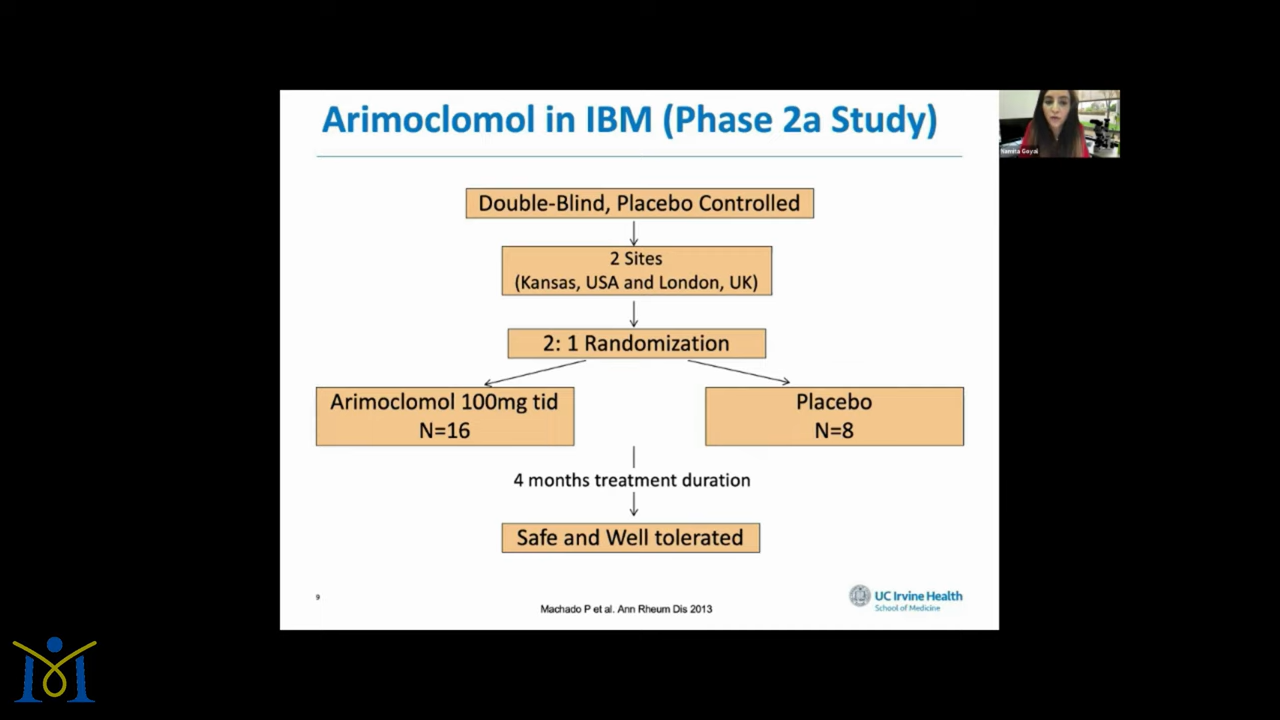 Arimoclomol in IBM (Phase 2a Study)
Namita Goyal
Double-Blind, Placebo Controlled
2 Sites
(Kansas, USA and London, UK)
2: 1 Randomization
Arimoclomol 100mg tid
N=16
Placebo
N=8
4 months treatment duration
Safe and Well tolerated
9
Machado P et al. Ann Rheum Dis 2013
UC Irvine Health
School of Medicine